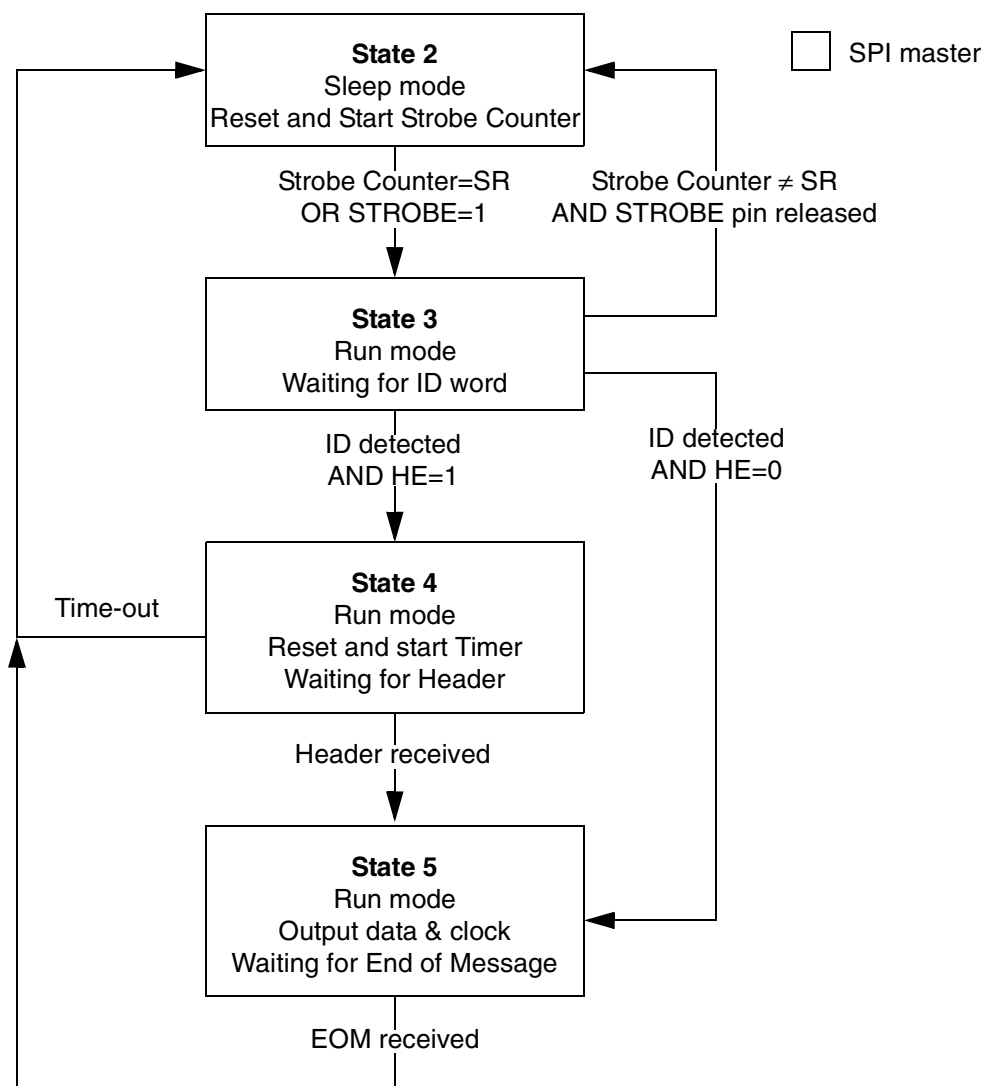 State 2
Sleep mode
Reset and Start Strobe Counter
SPI master
Strobe Counter=SR
OR STROBE=1
Strobe Counter ≠ SR
AND STROBE pin released
State 3
Run mode
Waiting for ID word
ID detected
AND HE=1
ID detected
AND HE=0
State 4
Run mode
Reset and start Timer
Waiting for Header
Time-out
Header received
State 5
Run mode
Output data & clock
Waiting for End of Message
EOM received